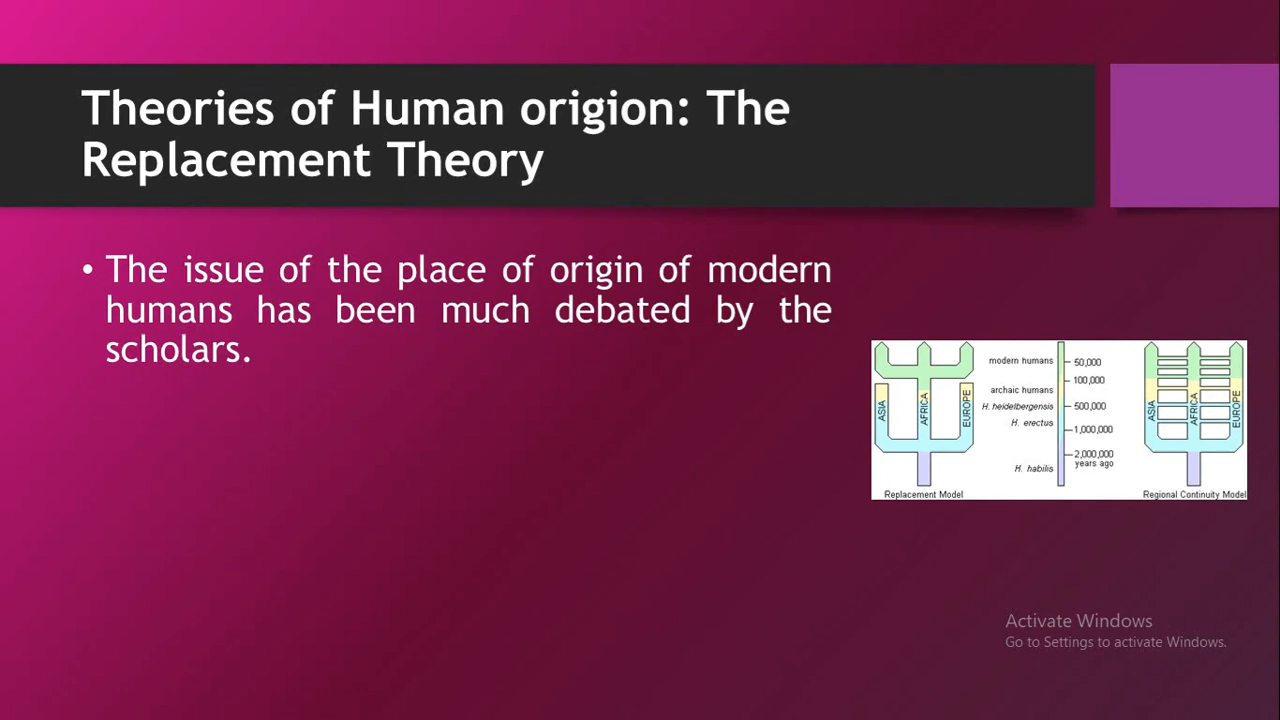 Theories of Human origion: The
Replacement Theory
• The issue of the place of origin of modern
humans has been much debated by the
scholars.
modern humans
archaic humans
H. heidelbergensis
H. erectus
H. habilis
50,000
100,000
500,000
1,000,000
2,000,000
years ago
ASIA
AFRICA
EUROPE
Replacement Model
ASIA
AFRICA
EUROPE
Regional Continuity Model
Activate Windows
Go to Settings to activate Windows.